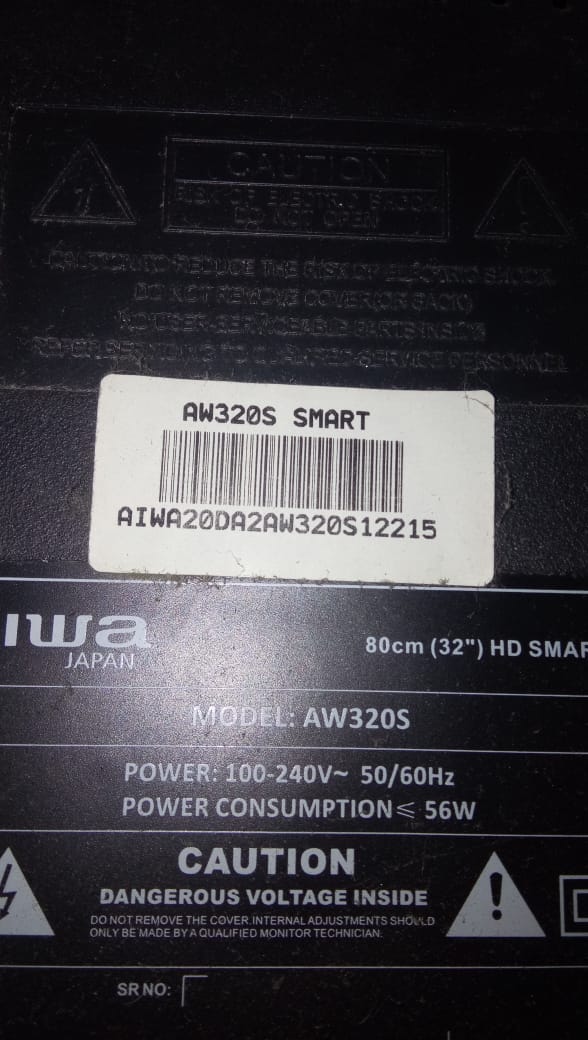 CAUTION
RISK OF ELECTRIC SHOCK
DO NOT OPEN
CAUTION: TO REDUCE THE RISK OF ELECTRIC SHOCK
DO NOT REMOVE COVER(OR BACK)
NO USER-SERVICEABLE PARTS INSIDE
REFER SERVICING TO QUALIFIED SERVICE PERSONNEL
AW320S SMART
AIWA20DA2AW320S12215
iwa
JAPAN
80cm (32") HD SMAR
MODEL: AW320S
POWER: 100-240V~ 50/60Hz
POWER CONSUMPTION ≤ 56W
CAUTION
DANGEROUS VOLTAGE INSIDE
DO NOT REMOVE THE COVER.INTERNAL ADJUSTMENTS SHOULD
ONLY BE MADE BY A QUALIFIED MONITOR TECHNICIAN.
SR NO: